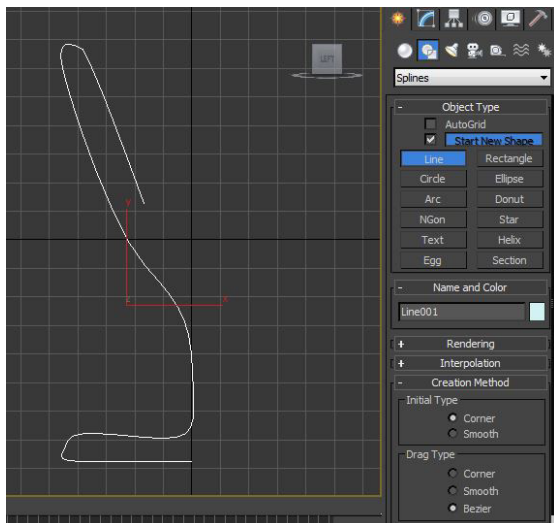 LEFT
Splines
- Object Type
AutoGrid
Start New Shape
Line Rectangle
Circle Ellipse
Arc Donut
NGon Star
Text Helix
Egg Section
- Name and Color
Line001
+ Rendering
+ Interpolation
- Creation Method
Initial Type
Corner
Smooth
Drag Type
Corner
Smooth
Bezier
y
z
x